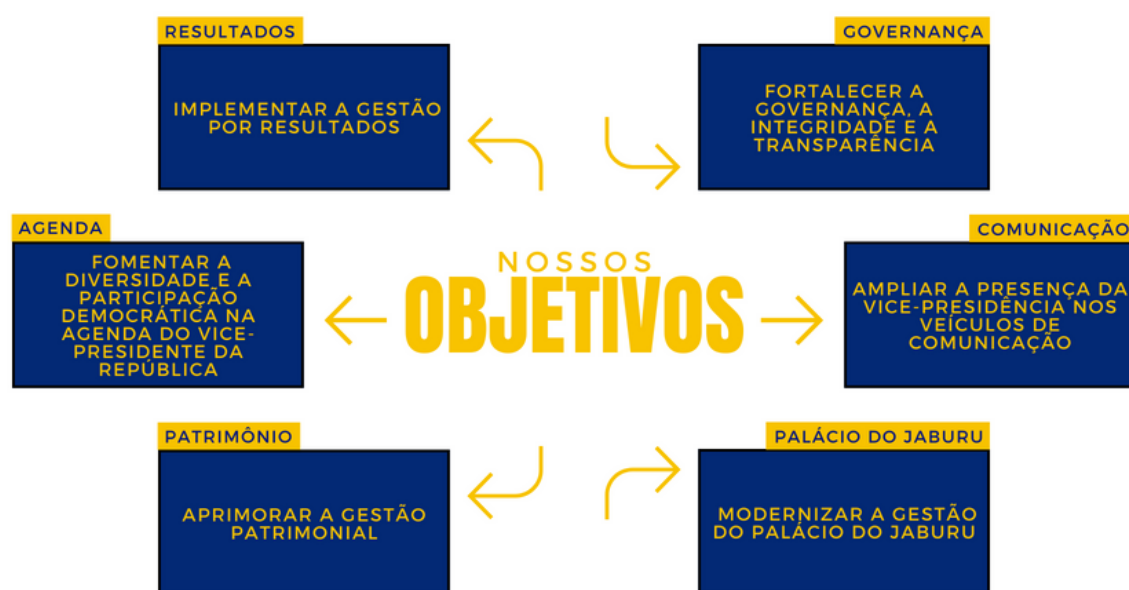 RESULTADOS
IMPLEMENTAR A GESTÃO
POR RESULTADOS
GOVERNANÇA
FORTALECER A
GOVERNANÇA, A
INTEGRIDADE E A
TRANSPARÊNCIA
AGENDA
FOMENTAR A
DIVERSIDADE E A
PARTICIPAÇÃO
DEMOCRÁTICA NA
AGENDA DO VICE-
PRESIDENTE DA
REPÚBLICA
NOSSOS
OBJETIVOS
COMUNICAÇÃO
AMPLIAR A PRESENÇA DA
VICE-PRESIDÊNCIA NOS
VEÍCULOS DE
COMUNICAÇÃO
PATRIMÔNIO
APRIMORAR A GESTÃO
PATRIMONIAL
PALÁCIO DO JABURU
MODERNIZAR A GESTÃO
DO PALÁCIO DO JABURU